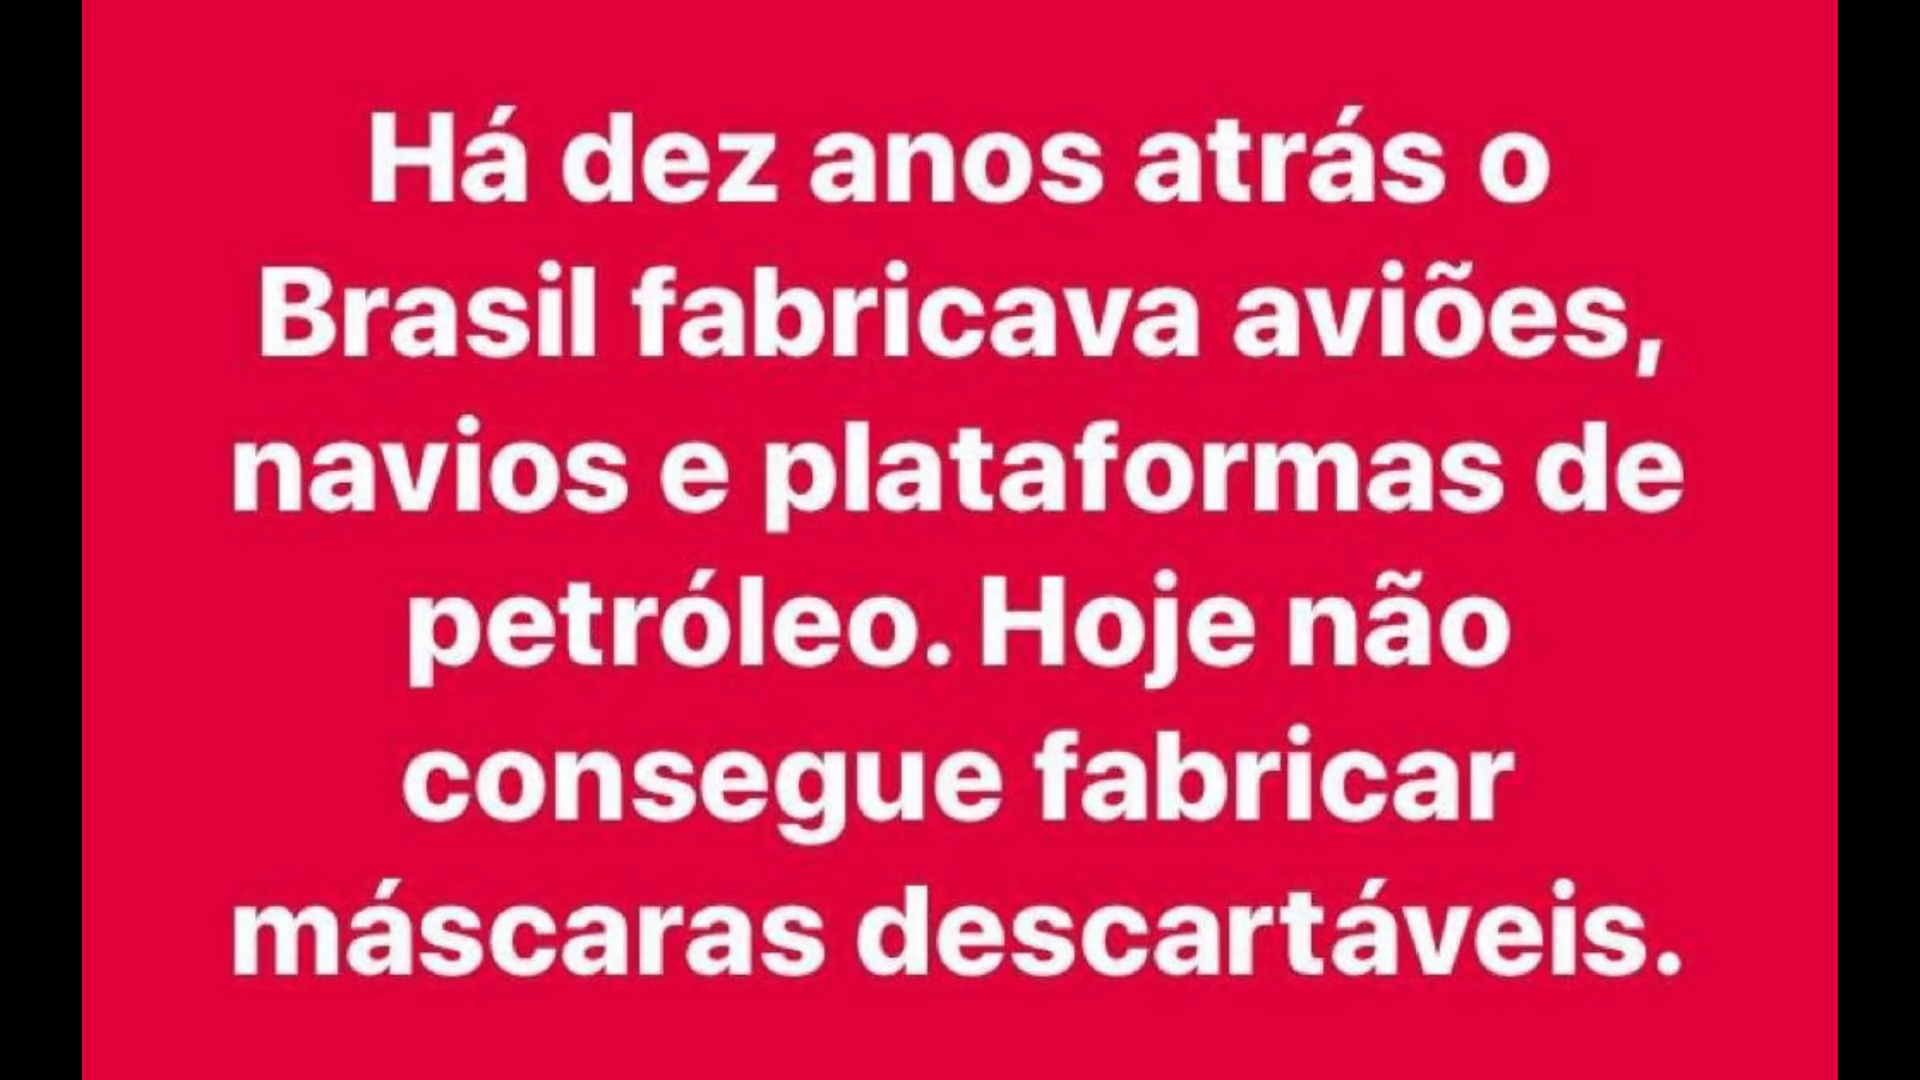 Há dez anos atrás o
Brasil fabricava aviões,
navios e plataformas de
petróleo. Hoje não
consegue fabricar
máscaras descartáveis.